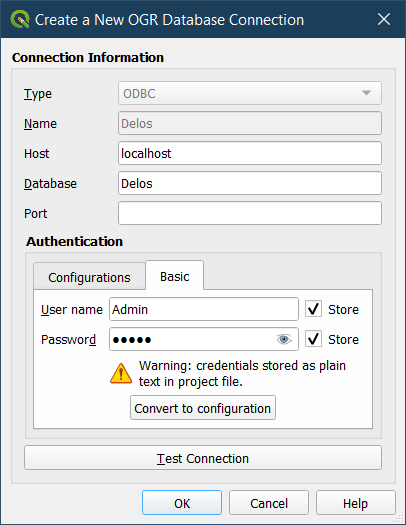 Create a New OGR Database Connection
Connection Information
Type ODBC
Name Delos
Host localhost
Database Delos
Port
Authentication
Configurations Basic
User name Admin Store
Password ●●●●● Store
Warning: credentials stored as plain
text in project file.
Convert to configuration
Test Connection
OK Cancel Help